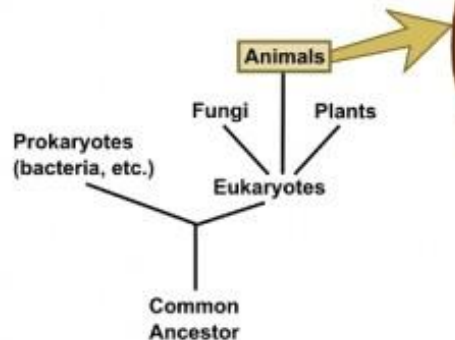 Animals
Fungi
Plants
Prokaryotes
(bacteria, etc.)
Eukaryotes
Common
Ancestor